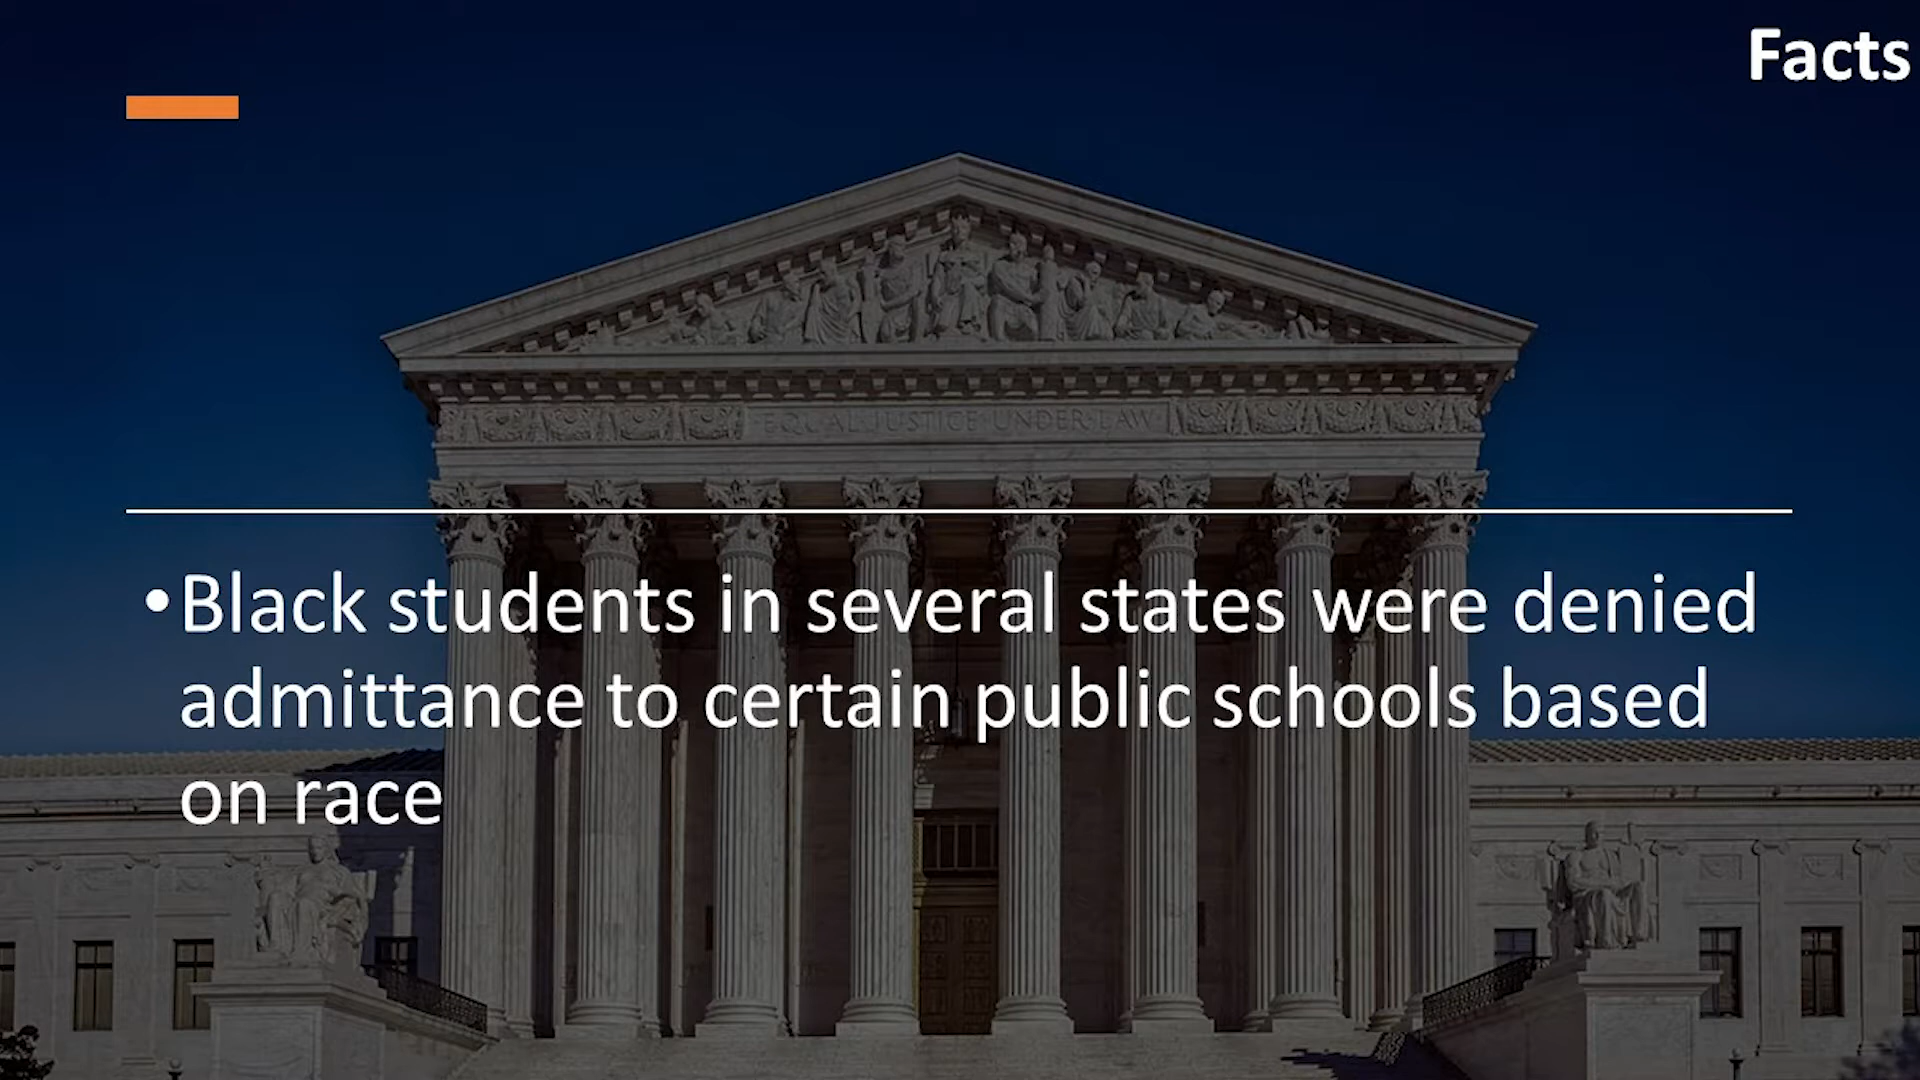 Facts
EQUAL JUSTICE UNDER LAW
•Black students in several states were denied
admittance to certain public schools based
on race